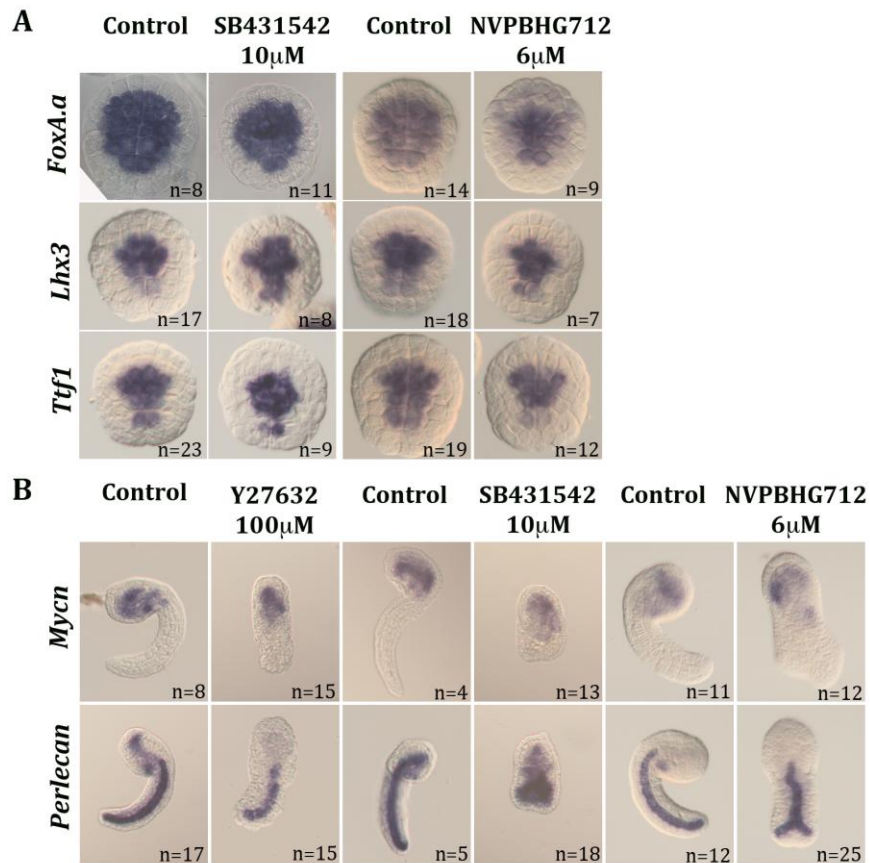 A
Control SB431542 Control NVPBHG712
10μM 6μM
FoxA.a
n=8 n=11 n=14 n=9
Lhx3
n=17 n=8 n=18 n=7
Ttf1
n=23 n=9 n=19 n=12
B
Control Y27632 Control SB431542 Control NVPBHG712
100μM 10μM 6μM
Mycn
n=8 n=15 n=4 n=13 n=11 n=12
Perlecan
n=17 n=15 n=5 n=18 n=12 n=25